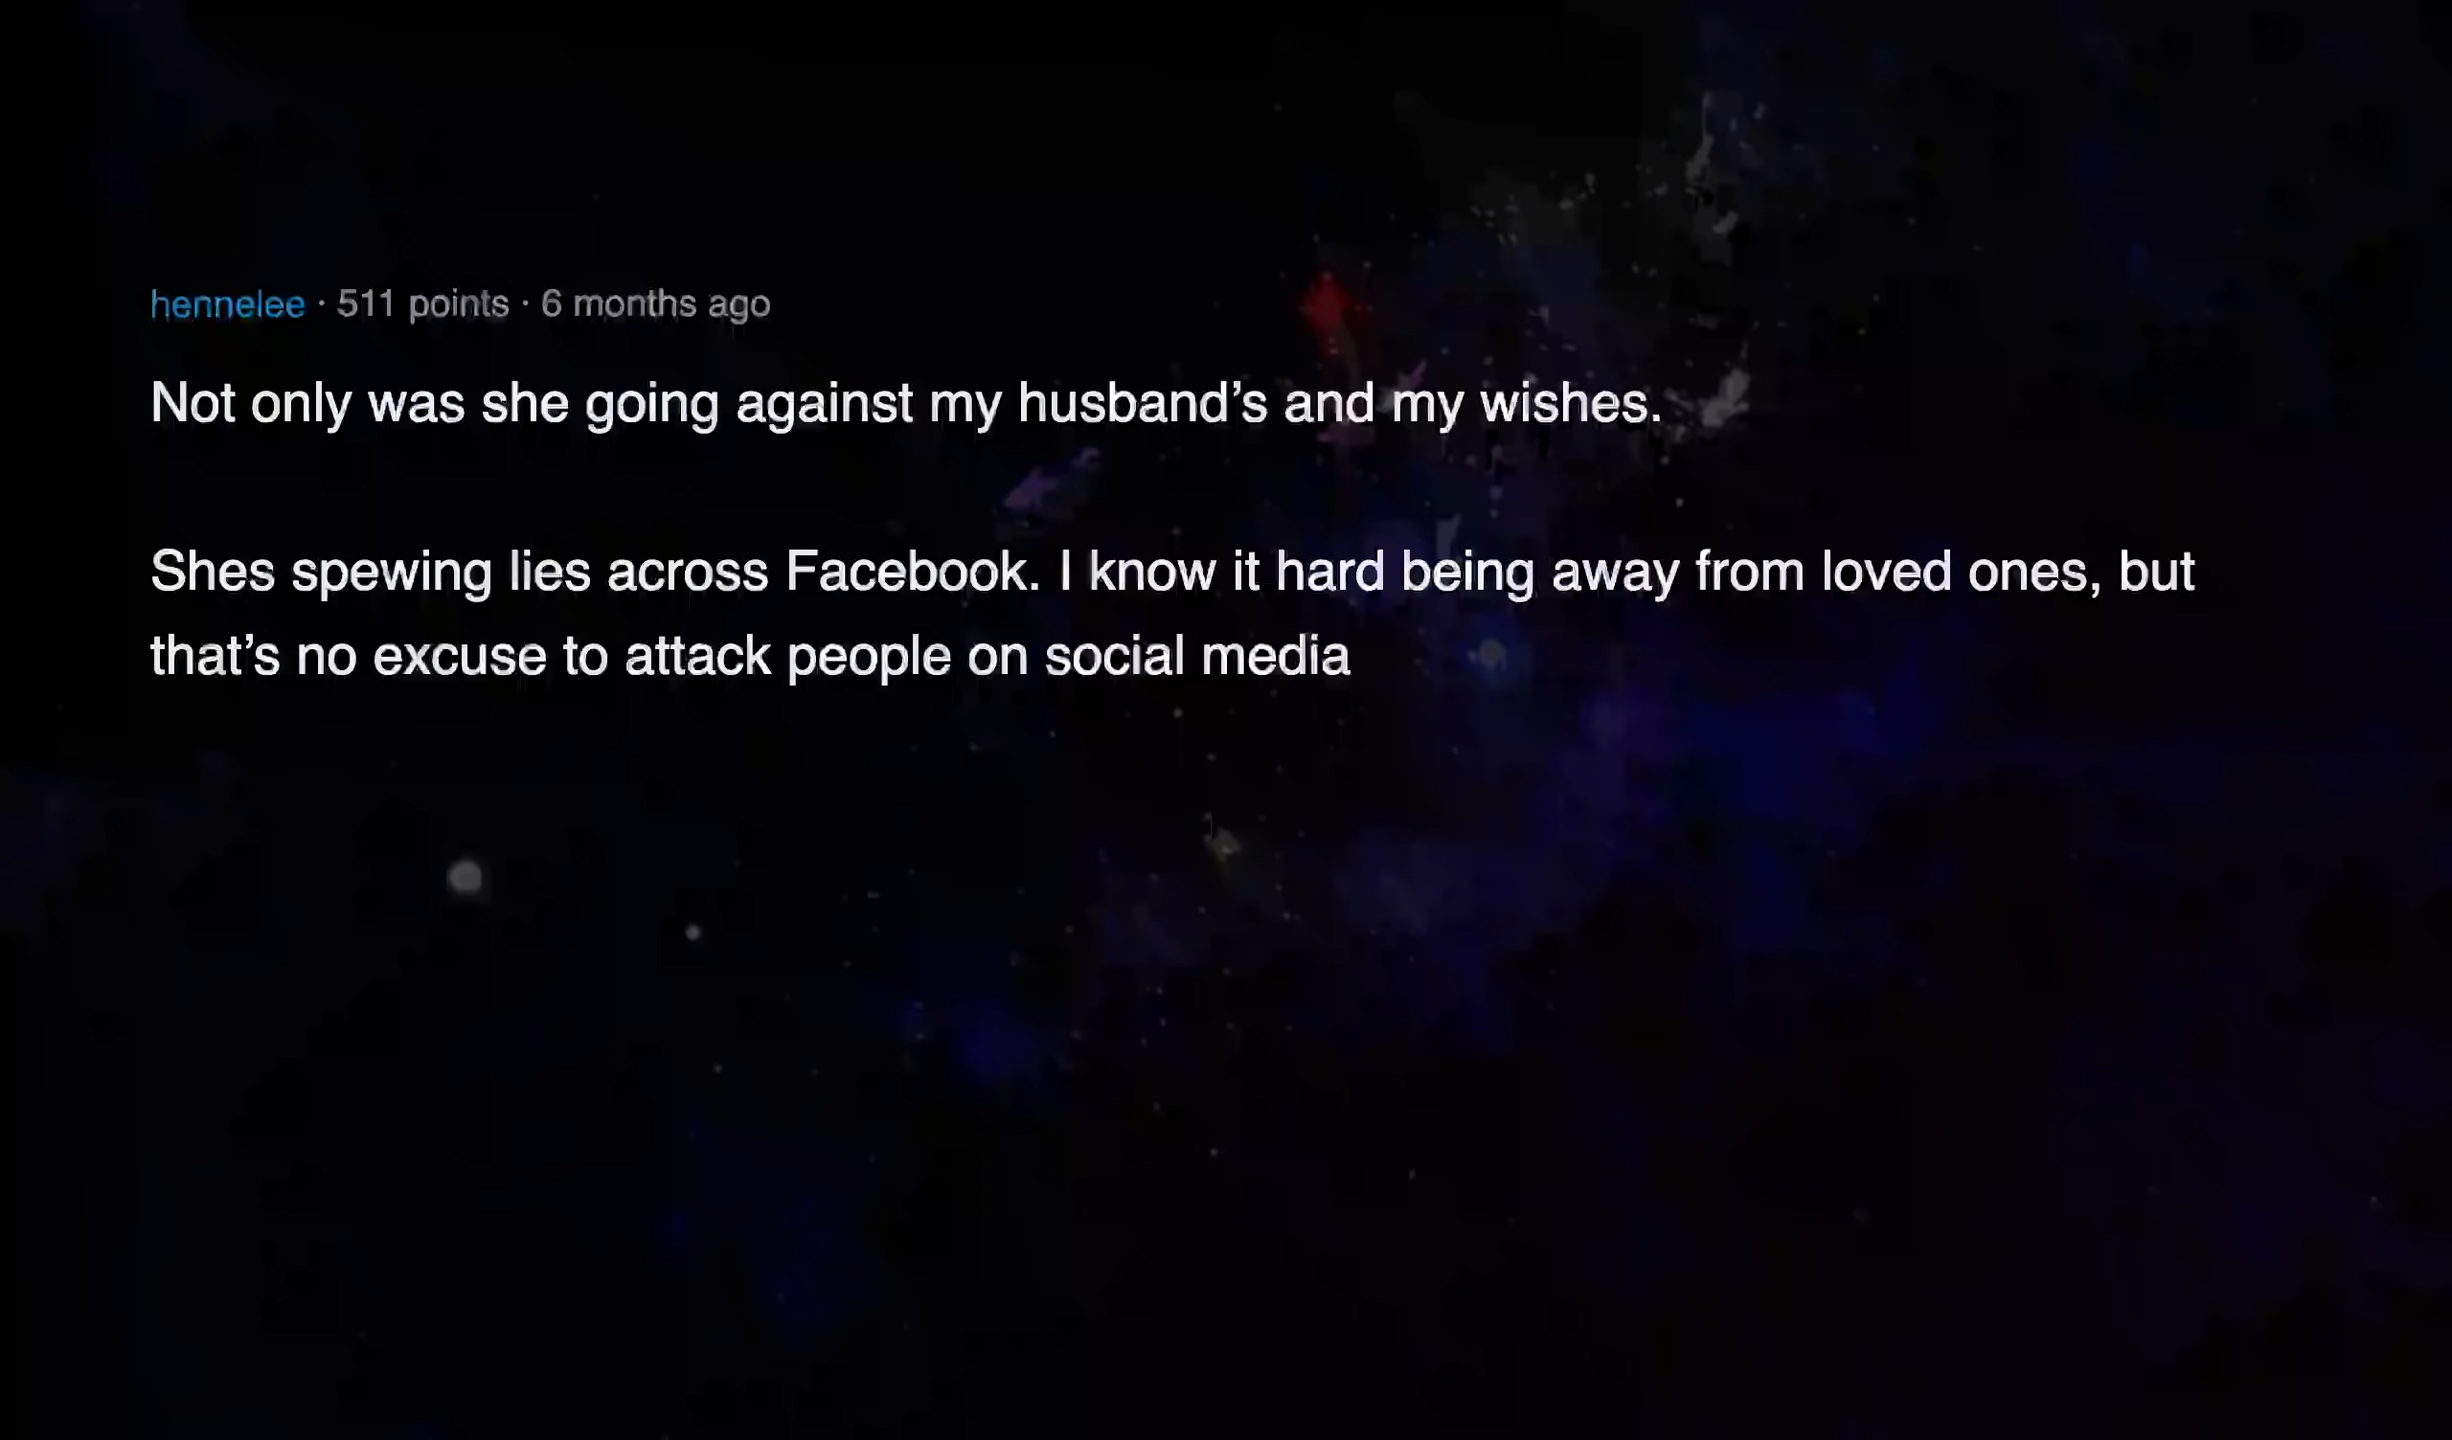 hennelee · 511 points · 6 months ago
Not only was she going against my husband’s and my wishes.
Shes spewing lies across Facebook. I know it hard being away from loved ones, but
that’s no excuse to attack people on social media